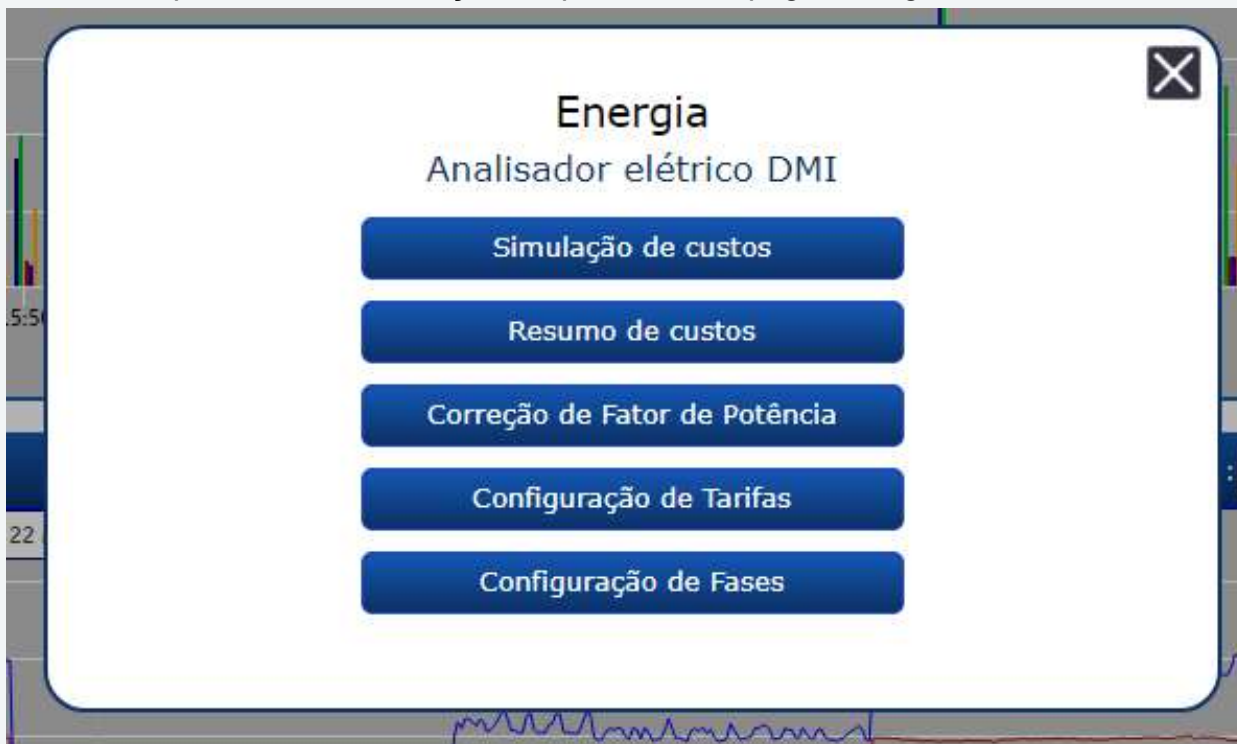 Energia
Analisador elétrico DMI
Simulação de custos
Resumo de custos
Correção de Fator de Potência
Configuração de Tarifas
Configuração de Fases
22